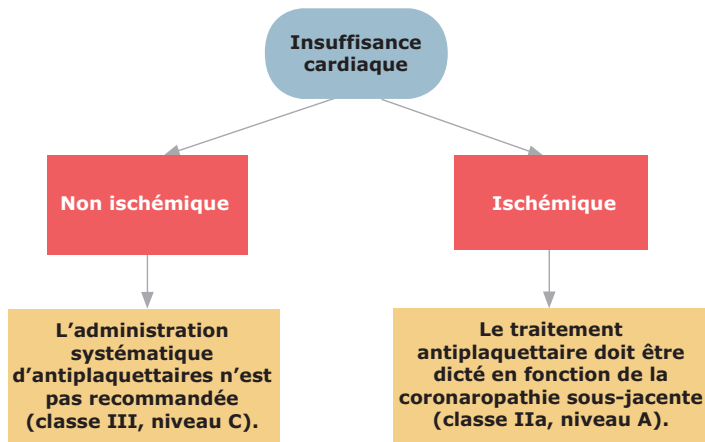 Insuffisance
cardiaque
Non ischémique
Ischémique
L’administration
systématique
d’antiplaquettaires n’est
pas recommandée
(classe III, niveau C).
Le traitement
antiplaquettaire doit être
dicté en fonction de la
coronaropathie sous-jacente
(classe IIa, niveau A).